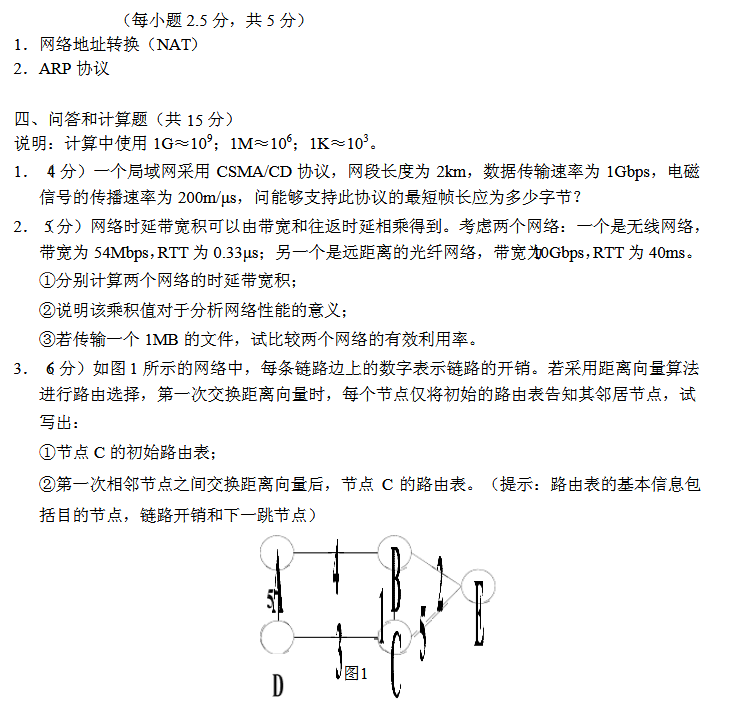 （每小题 2.5 分，共 5 分）
1．网络地址转换（NAT）
2．ARP 协议
四、问答和计算题（共 15 分）
说明：计算中使用 1G≈10⁹；1M≈10⁶；1K≈10³。
1．（4 分）一个局域网采用 CSMA/CD 协议，网段长度为 2km，数据传输速率为 1Gbps，电磁
信号的传播速率为 200m/μs，问能够支持此协议的最短帧长应为多少字节？
2．（5 分）网络时延带宽积可以由带宽和往返时延相乘得到。考虑两个网络：一个是无线网络，
带宽为 54Mbps，RTT 为 0.33μs；另一个是远距离的光纤网络，带宽为 10Gbps，RTT 为 40ms。
①分别计算两个网络的时延带宽积；
②说明该乘积值对于分析网络性能的意义；
③若传输一个 1MB 的文件，试比较两个网络的有效利用率。
3．（6 分）如图 1 所示的网络中，每条链路边上的数字表示链路的开销。若采用距离向量算法
进行路由选择，第一次交换距离向量时，每个节点仅将初始的路由表告知其邻居节点，试
写出：
①节点 C 的初始路由表；
②第一次相邻节点之间交换距离向量后，节点 C 的路由表。（提示：路由表的基本信息包
括目的节点，链路开销和下一跳节点）
A 4 B 2 E
5 1 5
3 C
图1
D